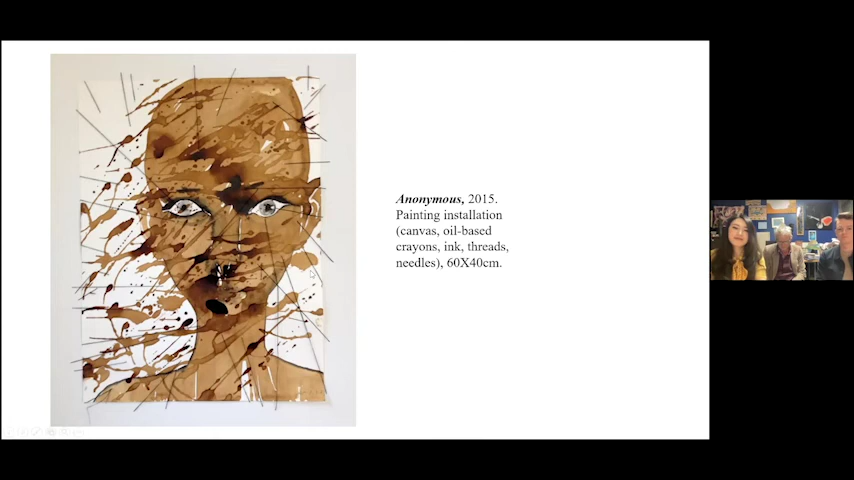 Anonymous, 2015.
Painting installation
(canvas, oil-based
crayons, ink, threads,
needles), 60X40cm.